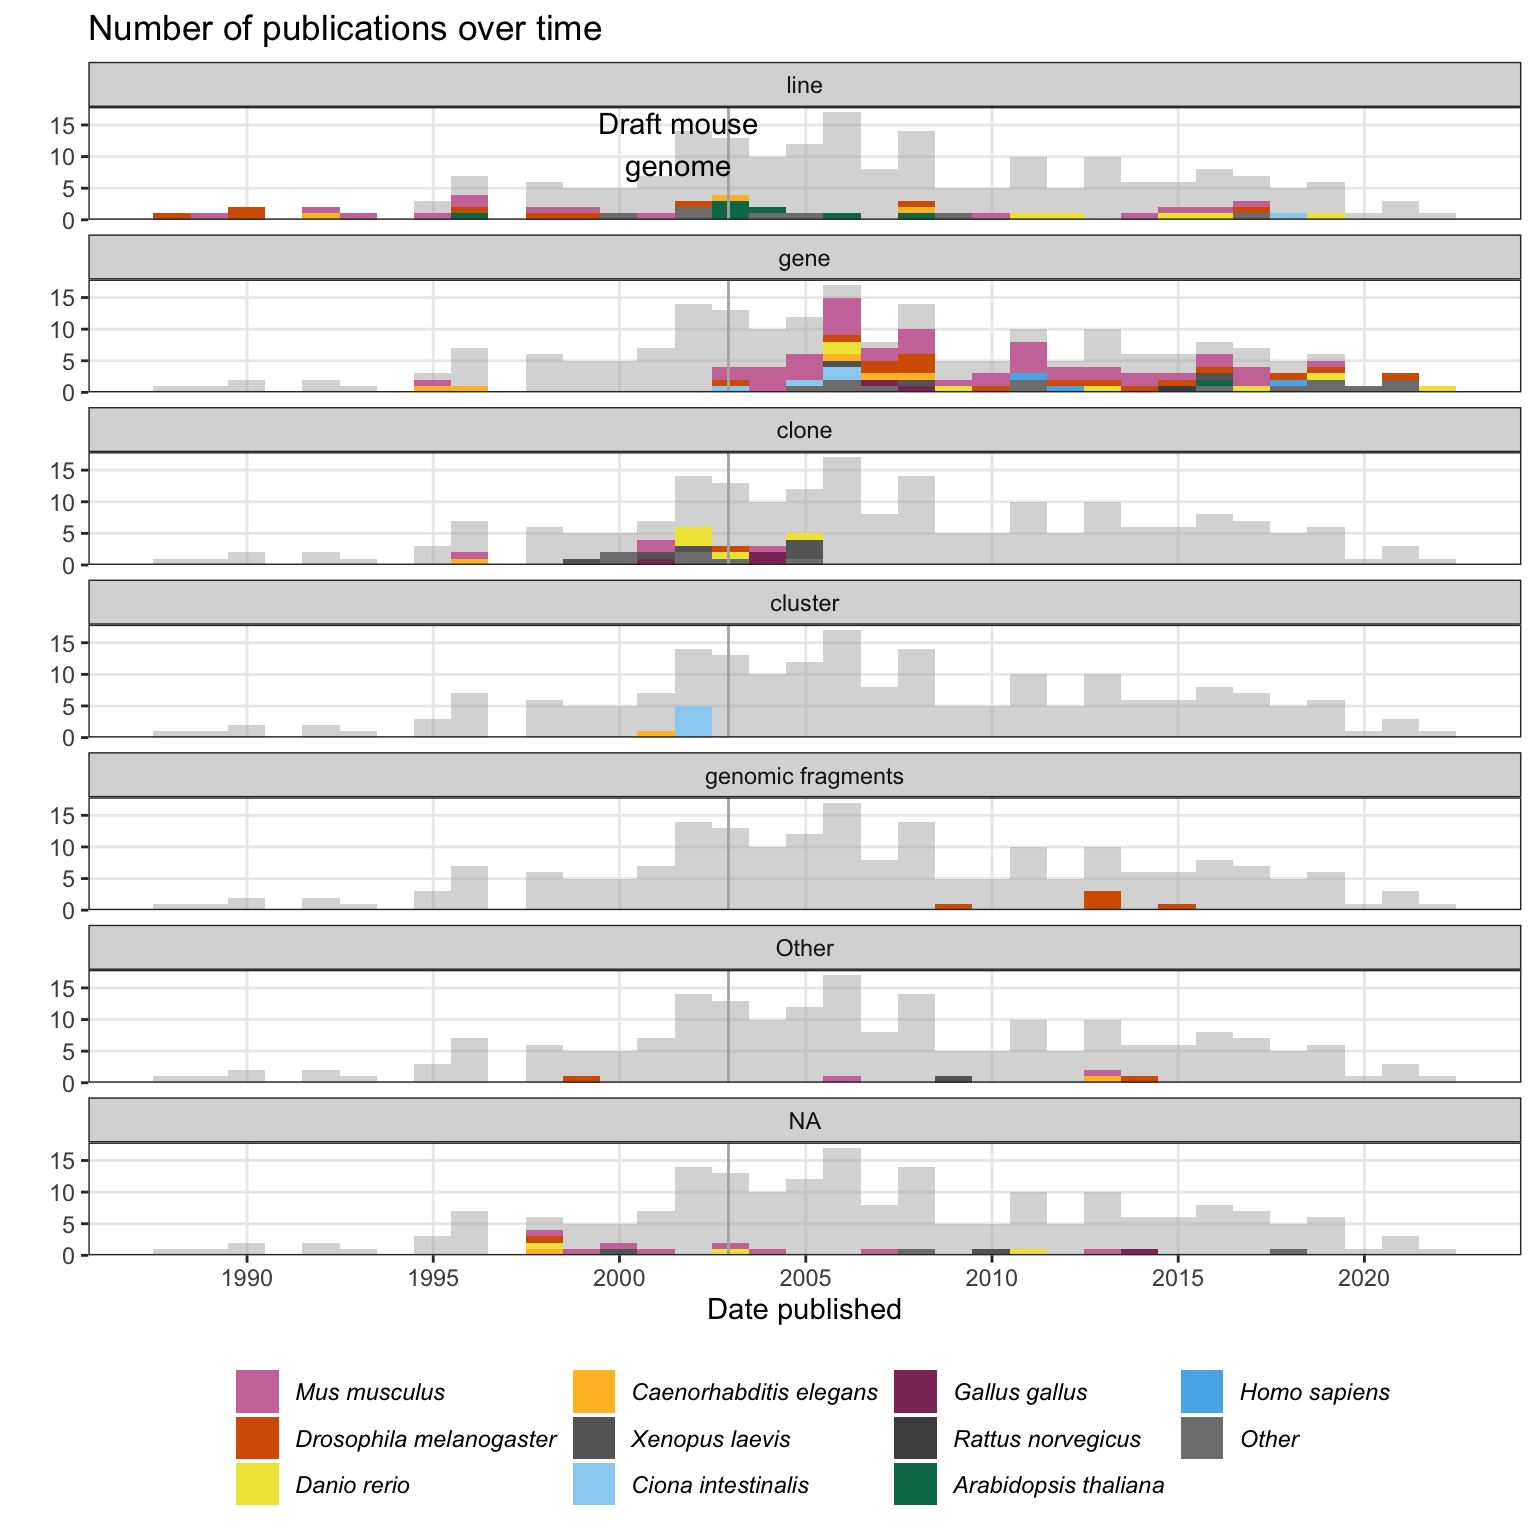 Number of publications over time
line
15
10
5
0
Draft mouse
genome
gene
15
10
5
0
clone
15
10
5
0
cluster
15
10
5
0
genomic fragments
15
10
5
0
Other
15
10
5
0
NA
15
10
5
0
1990 1995 2000 2005 2010 2015 2020
Date published
Mus musculus Caenorhabditis elegans Gallus gallus Homo sapiens
Drosophila melanogaster Xenopus laevis Rattus norvegicus Other
Danio rerio Ciona intestinalis Arabidopsis thaliana